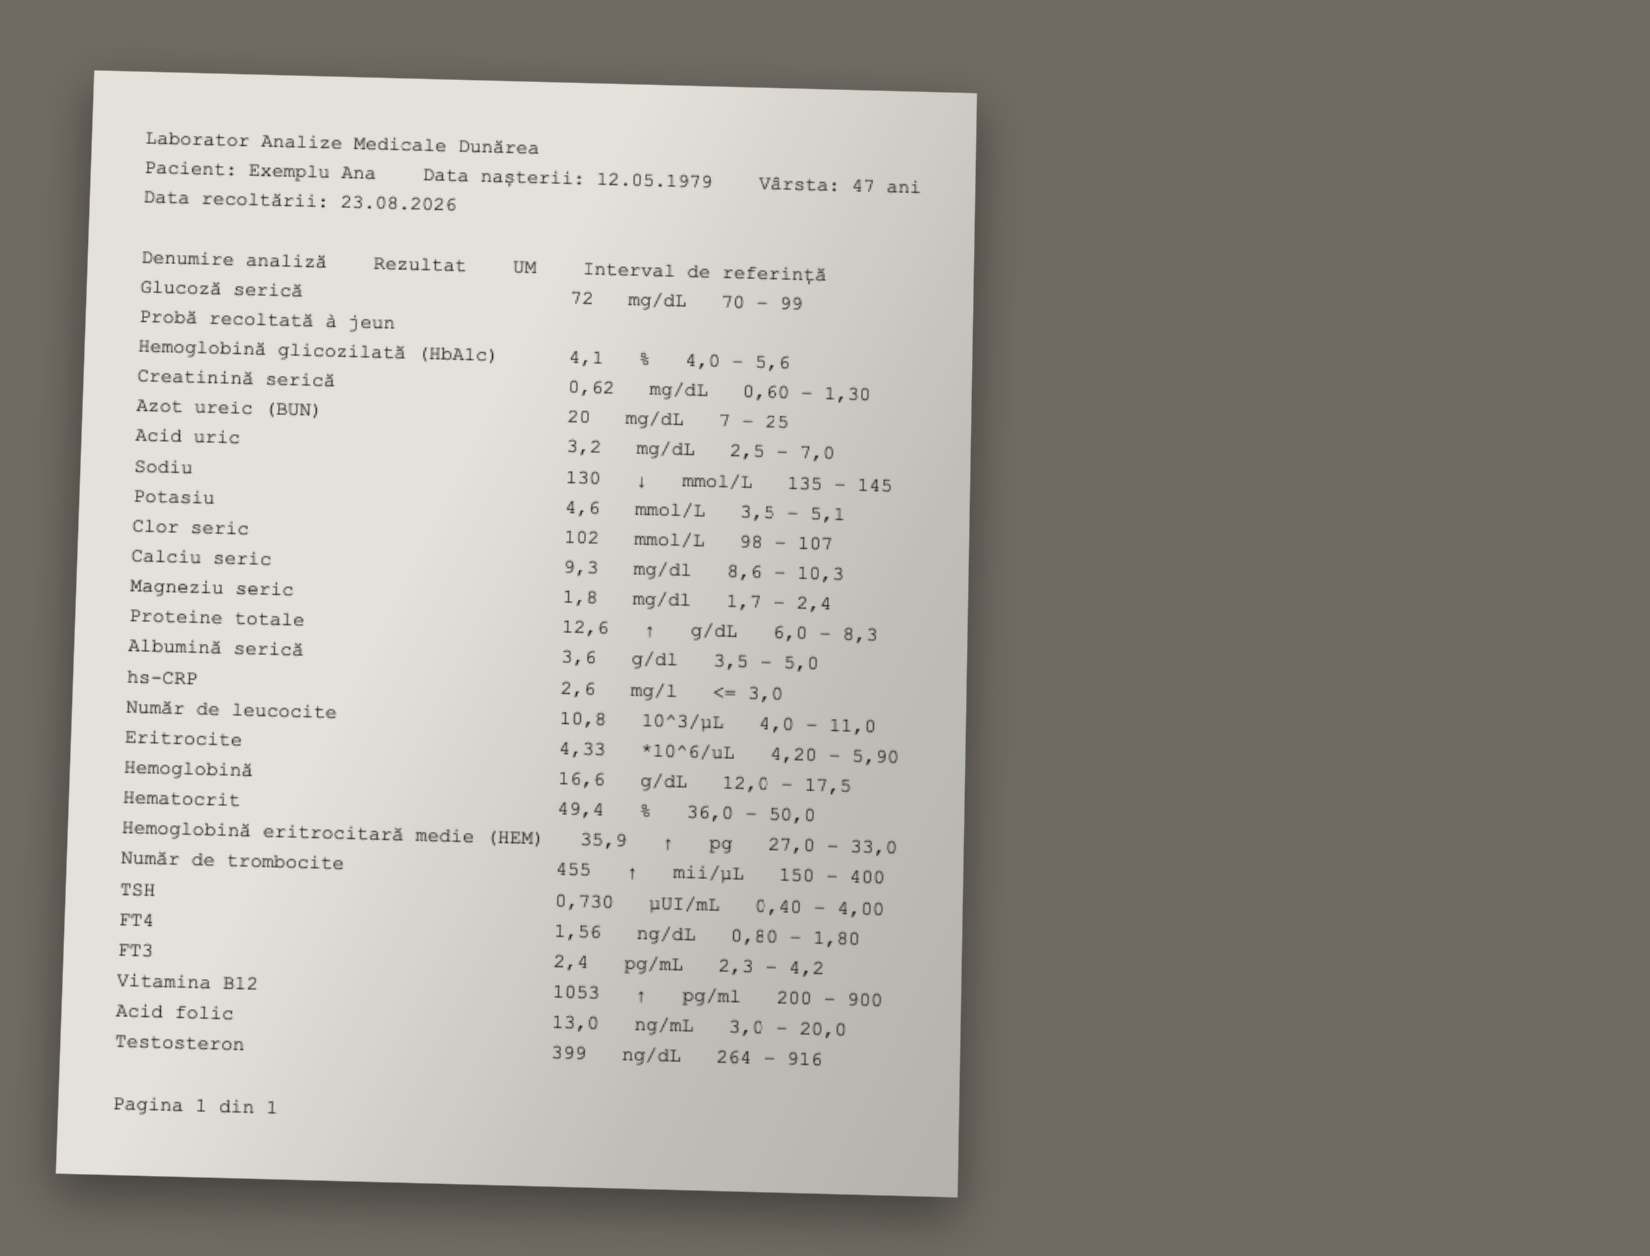 Laborator Analize Medicale Dunărea
Pacient: Exemplu Ana    Data nașterii: 12.05.1979    Vârsta: 47 ani
Data recoltării: 23.08.2026
Denumire analiză    Rezultat    UM    Interval de referință
Glucoză serică    72   mg/dL   70 – 99
Probă recoltată à jeun
Hemoglobină glicozilată (HbA1c)    4,1   %   4,0 – 5,6
Creatinină serică    0,62   mg/dL   0,60 – 1,30
Azot ureic (BUN)    20   mg/dL   7 – 25
Acid uric    3,2   mg/dL   2,5 – 7,0
Sodiu    130   ↓   mmol/L   135 – 145
Potasiu    4,6   mmol/L   3,5 – 5,1
Clor seric    102   mmol/L   98 – 107
Calciu seric    9,3   mg/dl   8,6 – 10,3
Magneziu seric    1,8   mg/dl   1,7 – 2,4
Proteine totale    12,6   ↑   g/dL   6,0 – 8,3
Albumină serică    3,6   g/dl   3,5 – 5,0
hs-CRP    2,6   mg/l   <= 3,0
Număr de leucocite    10,8   10^3/µL   4,0 – 11,0
Eritrocite    4,33   *10^6/uL   4,20 – 5,90
Hemoglobină    16,6   g/dL   12,0 – 17,5
Hematocrit    49,4   %   36,0 – 50,0
Hemoglobină eritrocitară medie (HEM)   35,9   ↑   pg   27,0 – 33,0
Număr de trombocite    455   ↑   mii/µL   150 – 400
TSH    0,730   µUI/mL   0,40 – 4,00
FT4    1,56   ng/dL   0,80 – 1,80
FT3    2,4   pg/mL   2,3 – 4,2
Vitamina B12    1053   ↑   pg/ml   200 – 900
Acid folic    13,0   ng/mL   3,0 – 20,0
Testosteron    399   ng/dL   264 – 916
Pagina 1 din 1